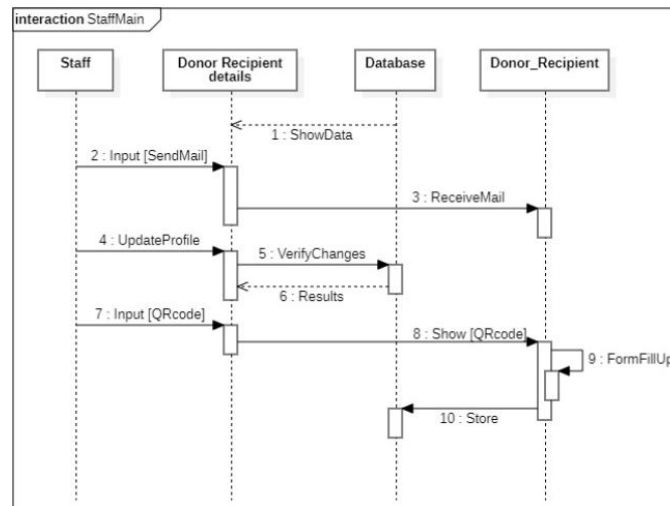 interaction StaffMain
Staff
Donor Recipient
details
Database
Donor_Recipient
1 : ShowData
2 : Input [SendMail]
3 : ReceiveMail
4 : UpdateProfile
5 : VerifyChanges
6 : Results
7 : Input [QRcode]
8 : Show [QRcode]
9 : FormFillUp
10 : Store